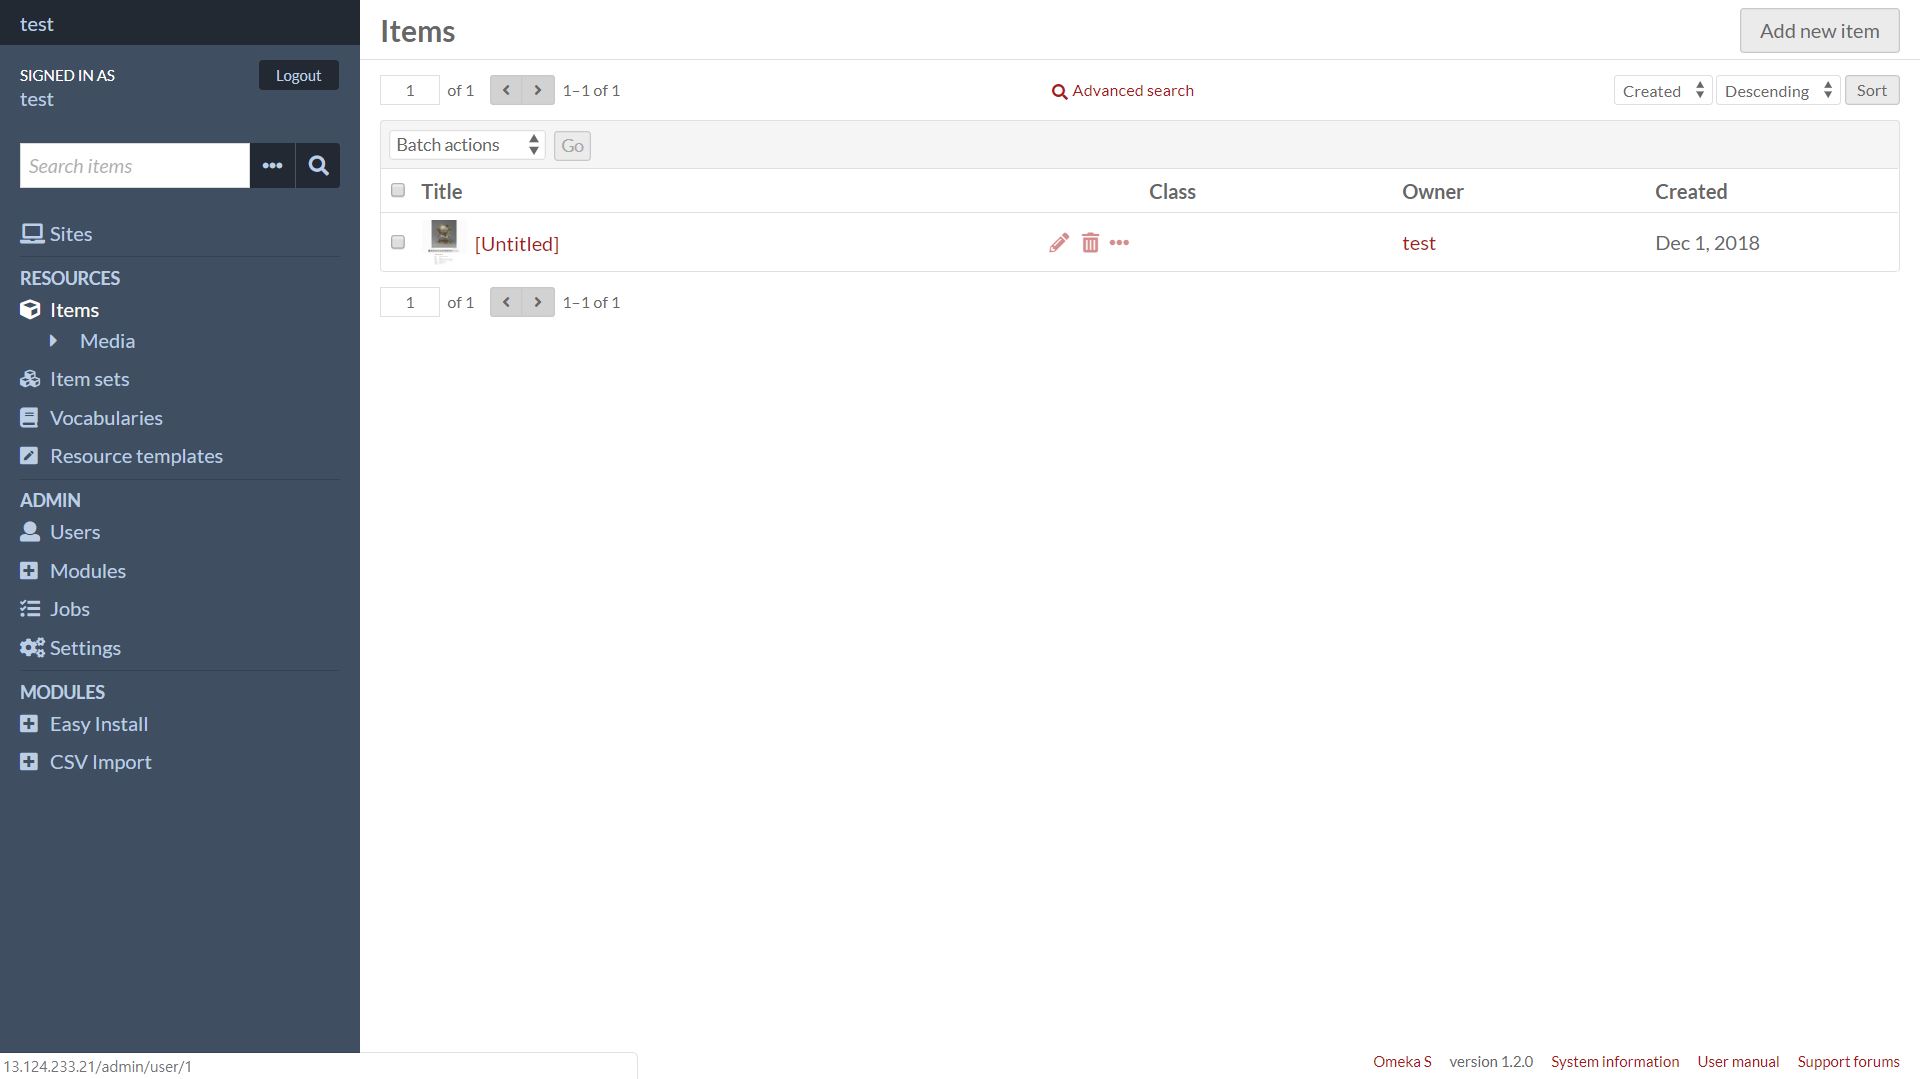 test
SIGNED IN AS
test
Logout
Search items
Sites
RESOURCES
Items
Media
Item sets
Vocabularies
Resource templates
ADMIN
Users
Modules
Jobs
Settings
MODULES
Easy Install
CSV Import
13.124.233.21/admin/user/1
Items
Add new item
1 of 1 1–1 of 1
Advanced search
Created Descending Sort
Batch actions Go
Title Class Owner Created
[Untitled] test Dec 1, 2018
1 of 1 1–1 of 1
Omeka S version 1.2.0 System information User manual Support forums